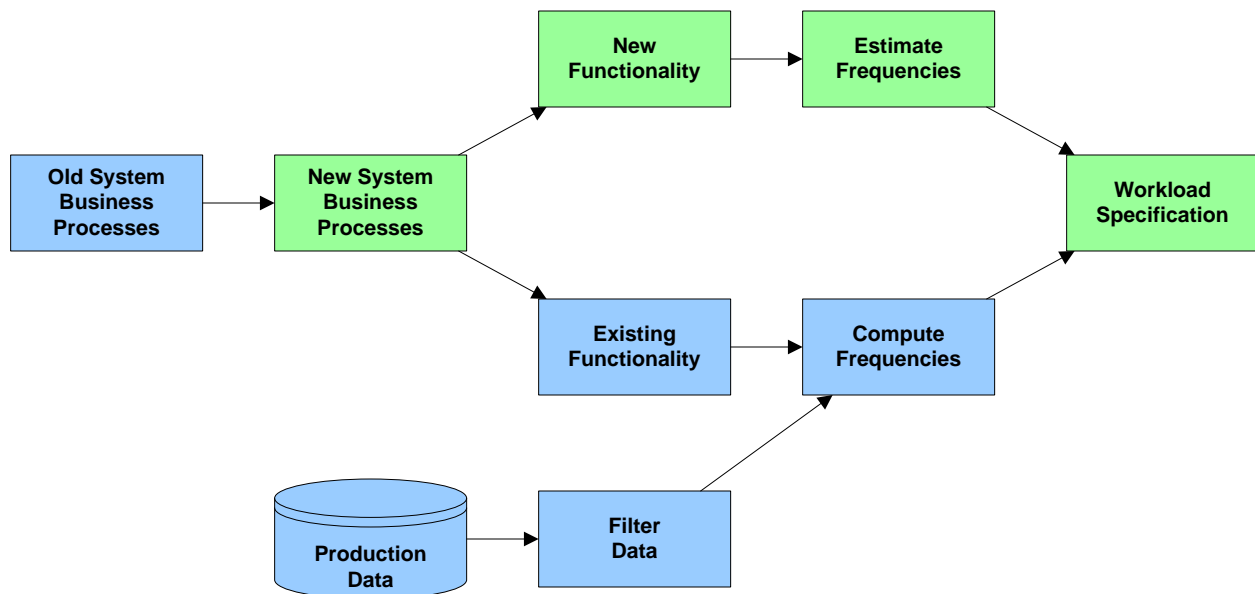 New
Functionality
Estimate
Frequencies
Old System
Business
Processes
New System
Business
Processes
Workload
Specification
Existing
Functionality
Compute
Frequencies
Production
Data
Filter
Data